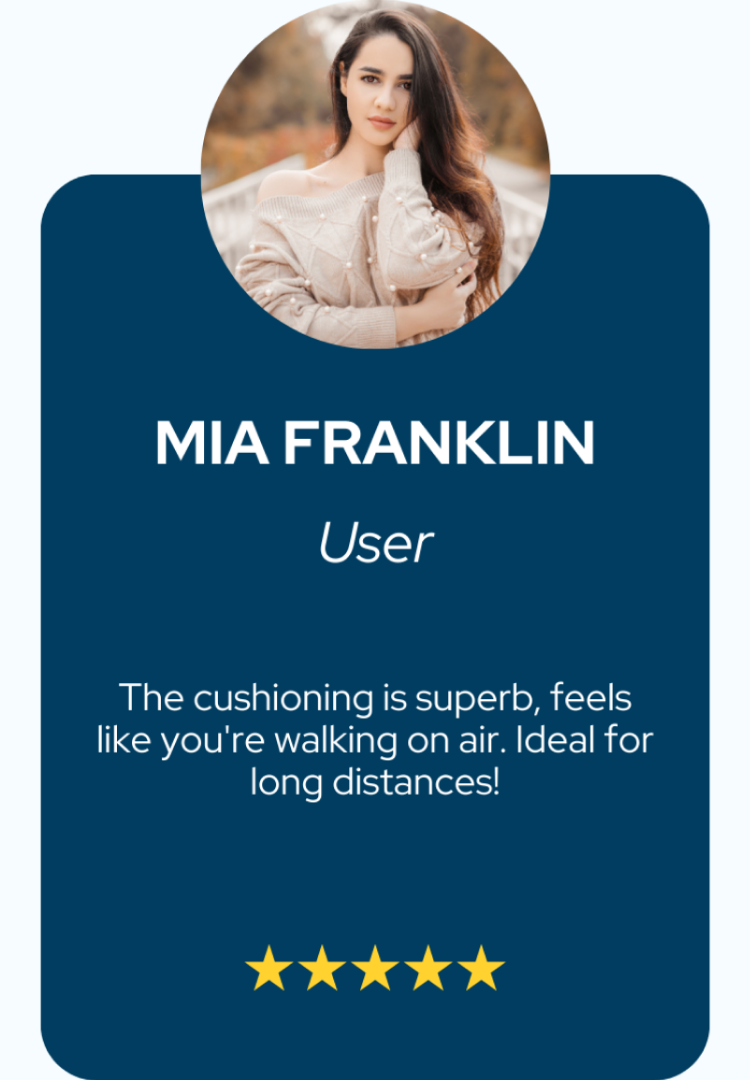 MIA FRANKLIN
User
The cushioning is superb, feels
like you're walking on air. Ideal for
long distances!